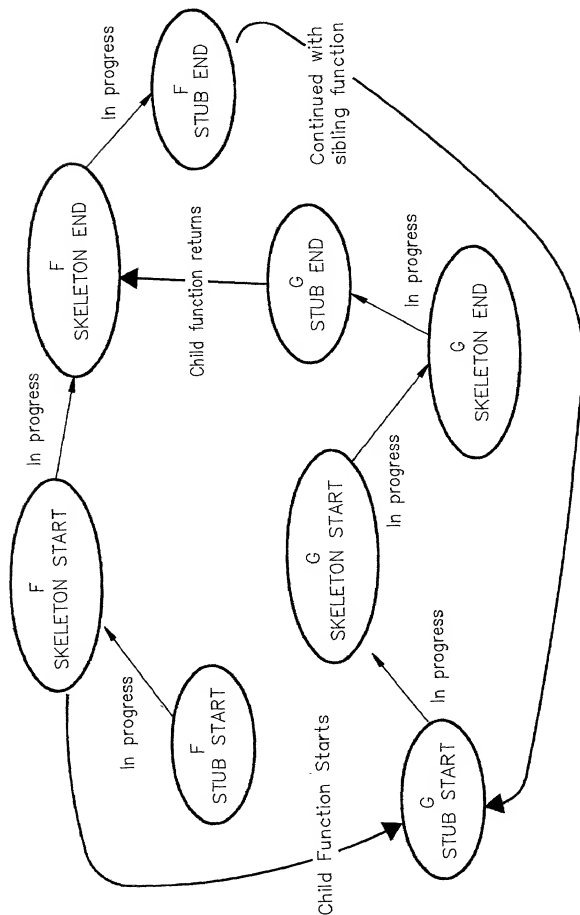 F
STUB START
In progress
F
SKELETON START
In progress
F
SKELETON END
In progress
F
STUB END
Child Function Starts
G
STUB START
In progress
G
SKELETON START
In progress
G
SKELETON END
In progress
G
STUB END
Child function returns
Continued with
sibling function